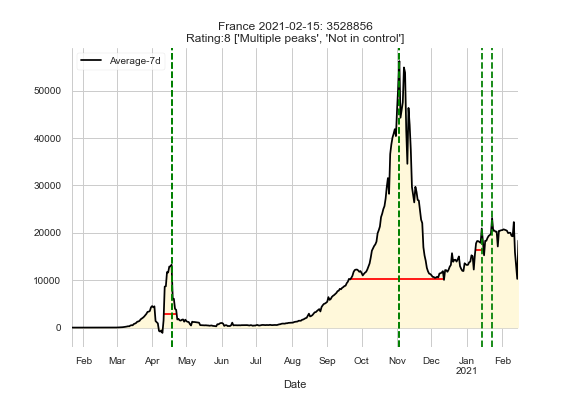 France 2021-02-15: 3528856
Rating:8 ['Multiple peaks', 'Not in control']
Average-7d
50000
40000
30000
20000
10000
0
Feb Mar Apr May Jun Jul Aug Sep Oct Nov Dec Jan Feb
2021
Date